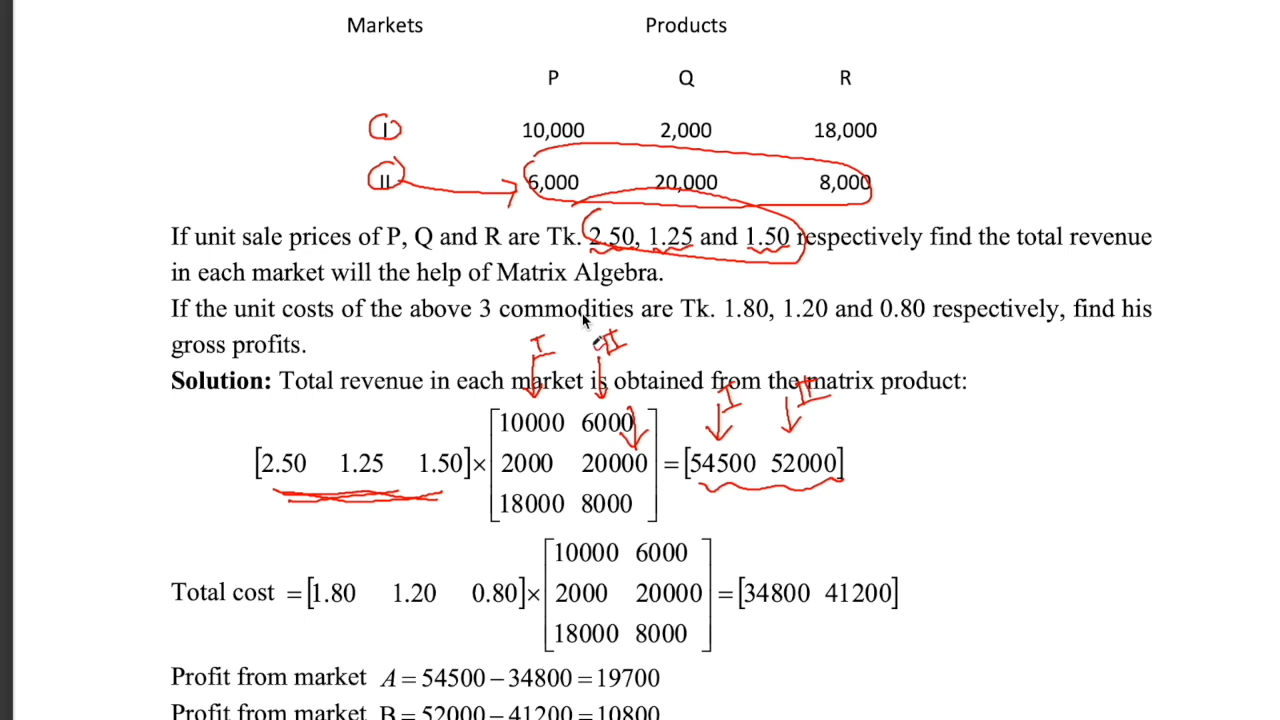 Markets Products
P Q R
I 10,000 2,000 18,000
II 6,000 20,000 8,000
If unit sale prices of P, Q and R are Tk. 2.50, 1.25 and 1.50 respectively find the total revenue
in each market will the help of Matrix Algebra.
If the unit costs of the above 3 commodities are Tk. 1.80, 1.20 and 0.80 respectively, find his
gross profits.
I II
Solution: Total revenue in each market is obtained from the matrix product:
I II
10000 6000
[2.50 1.25 1.50] × 2000 20000 = [54500 52000]
18000 8000
10000 6000
Total cost = [1.80 1.20 0.80] × 2000 20000 = [34800 41200]
18000 8000
Profit from market A = 54500 – 34800 = 19700
Profit from market B = 52000 – 41200 = 10800